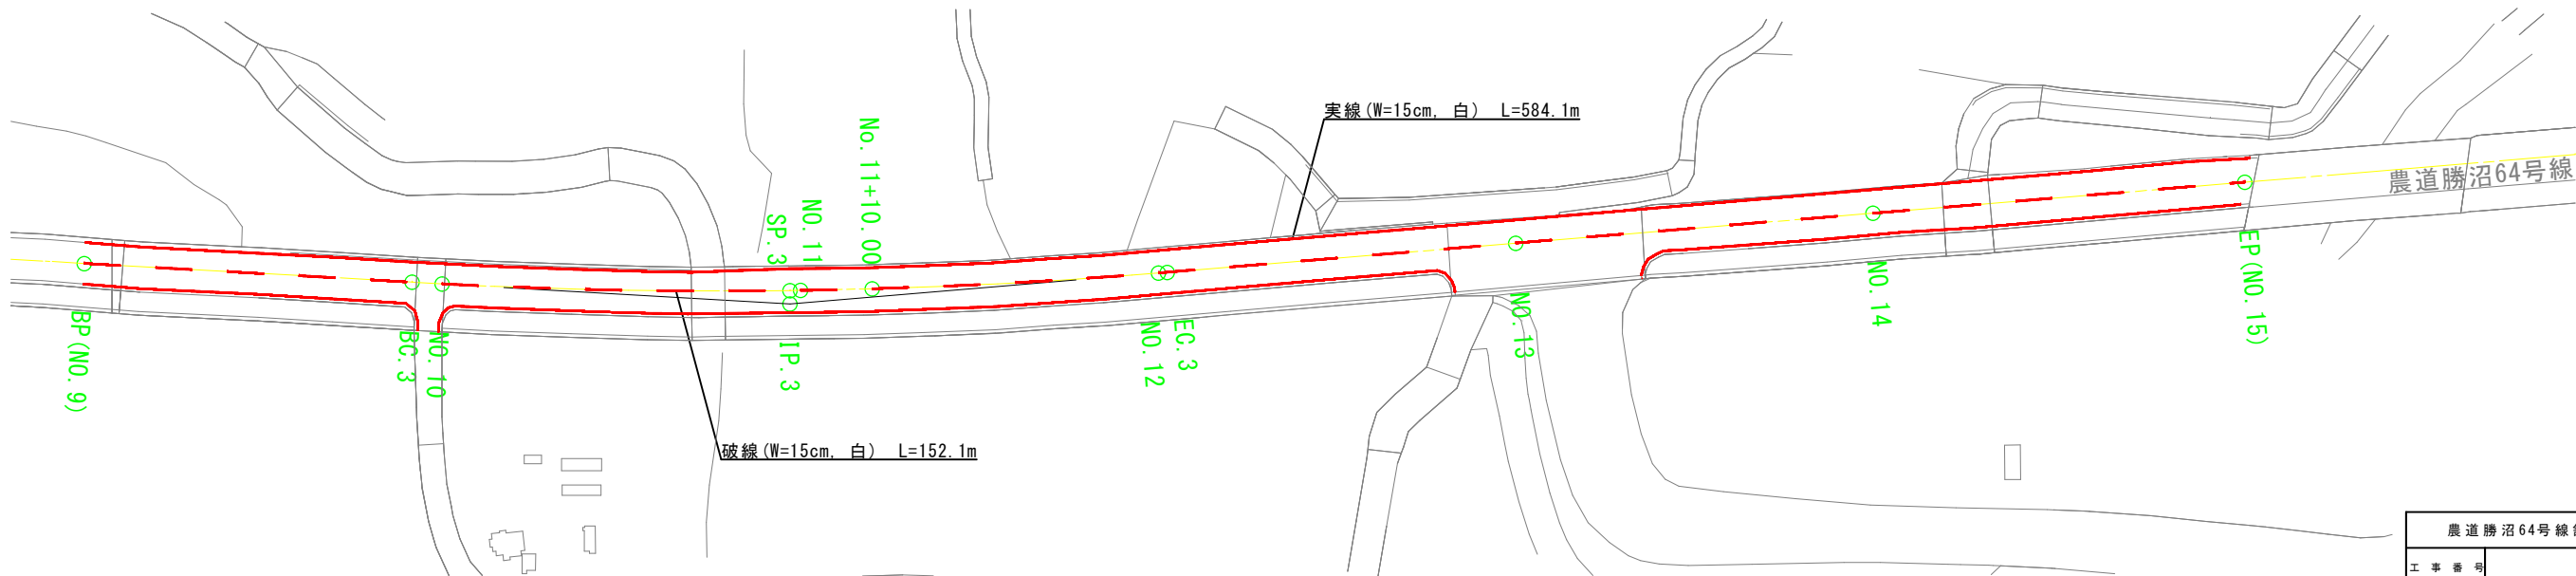 実線(W=15cm, 白) L=584.1m
No.11+10.00
NO.11
SP.3
農道勝沼64号線
BP(NO.9)
BC.3
NO.10
IP.3
NO.12
EC.3
NO.13
NO.14
EP(NO.15)
破線(W=15cm, 白) L=152.1m
農道勝沼64号線
工事番号